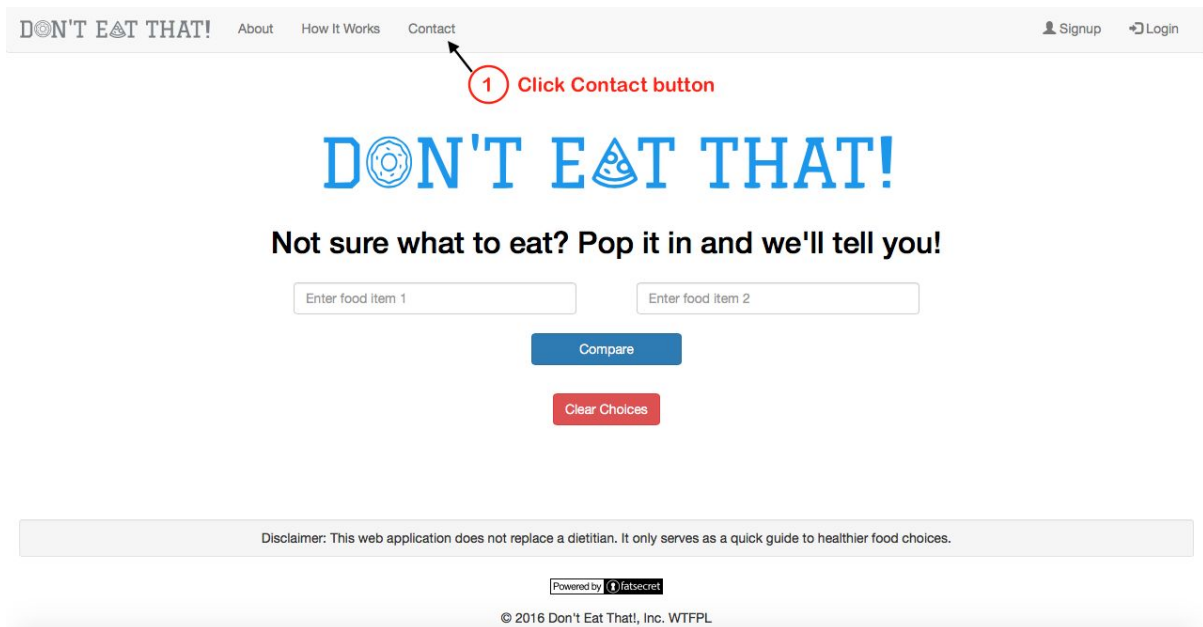 DON'T EAT THAT! About How It Works Contact Signup Login
1 Click Contact button
DON'T EAT THAT!
Not sure what to eat? Pop it in and we'll tell you!
Enter food item 1 Enter food item 2
Compare
Clear Choices
Disclaimer: This web application does not replace a dietitian. It only serves as a quick guide to healthier food choices.
Powered by fatsecret
© 2016 Don't Eat That!, Inc. WTFPL